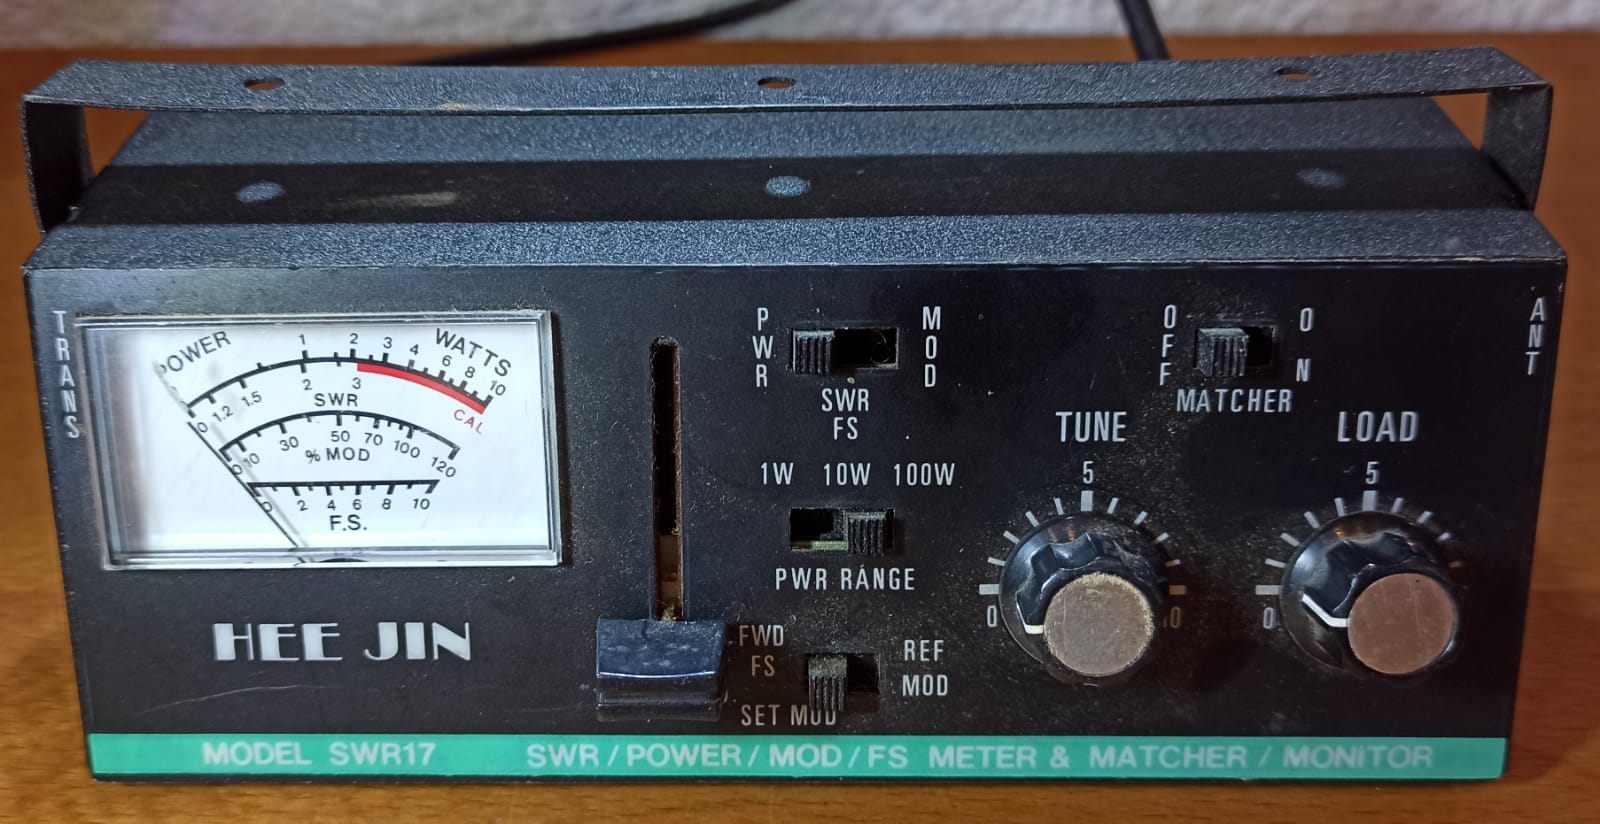 TRANS
POWER
WATTS
1 2 3 4 6 8 10
0 1.2 1.5 2 3
SWR
CAL
0 10 30 50 70 100 120
% MOD
0 2 4 6 8 10
F.S.
HEE JIN
PWR
MOD
SWR
FS
OFF
ON
MATCHER
ANT
1W 10W 100W
PWR RANGE
FWD
FS
REF
MOD
SET MOD
TUNE
5
0
LOAD
5
0
MODEL SWR17 SWR / POWER / MOD / FS METER & MATCHER / MONITOR